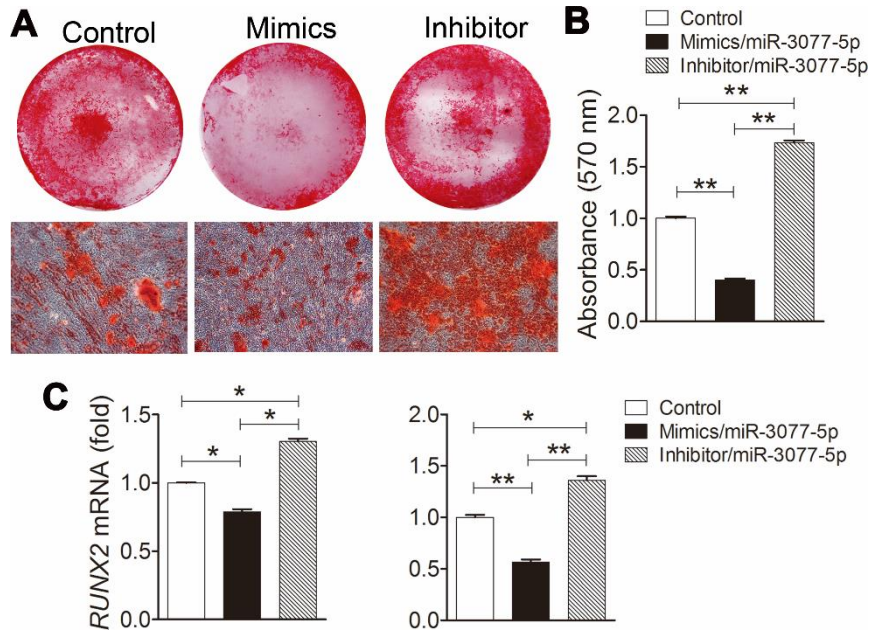 A
Control
Mimics
Inhibitor
B
Control
Mimics/miR-3077-5p
Inhibitor/miR-3077-5p
Absorbance (570 nm)
2.0
1.5
1.0
0.5
0.0
**
**
**
C
RUNX2 mRNA (fold)
1.5
1.0
0.5
0.0
*
*
*
2.0
1.5
1.0
0.5
0.0
*
**
**
Control
Mimics/miR-3077-5p
Inhibitor/miR-3077-5p